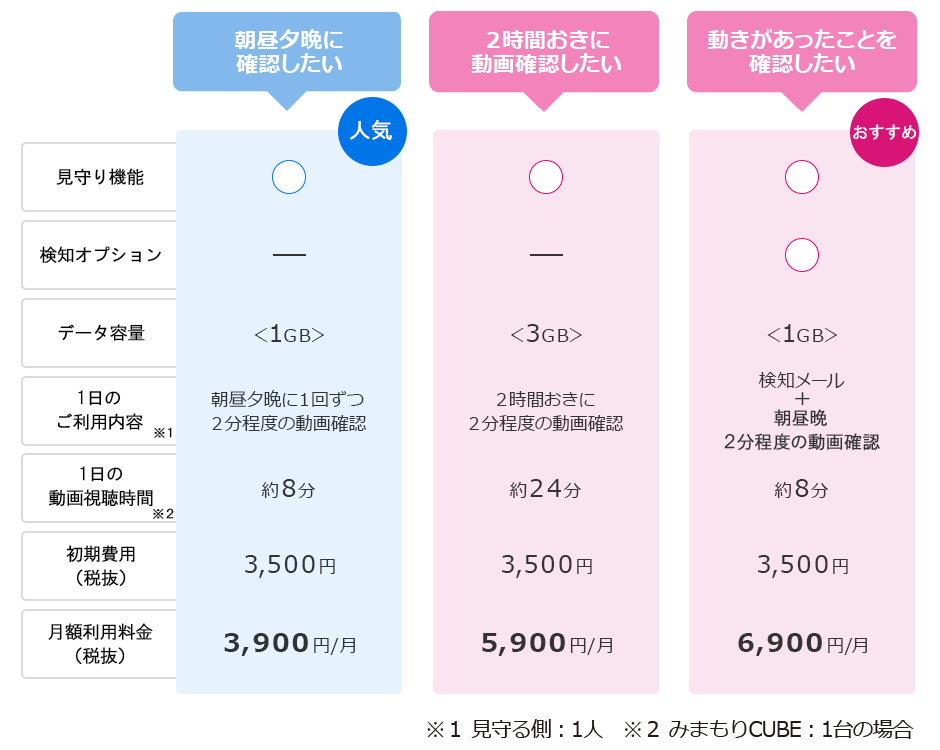 朝昼夕晩に
確認したい
2時間おきに
動画確認したい
動きがあったことを
確認したい
人気
おすすめ
見守り機能
検知オプション
データ容量
<1GB>
<3GB>
<1GB>
1日の
ご利用内容
※1
朝昼夕晩に1回ずつ
2分程度の動画確認
2時間おきに
2分程度の動画確認
検知メール
+
朝昼晩
2分程度の動画確認
1日の
動画視聴時間
※2
約8分
約24分
約8分
初期費用
（税抜）
3,500円
3,500円
3,500円
月額利用料金
（税抜）
3,900円/月
5,900円/月
6,900円/月
※1 見守る側：1人　※2 みまもりCUBE：1台の場合